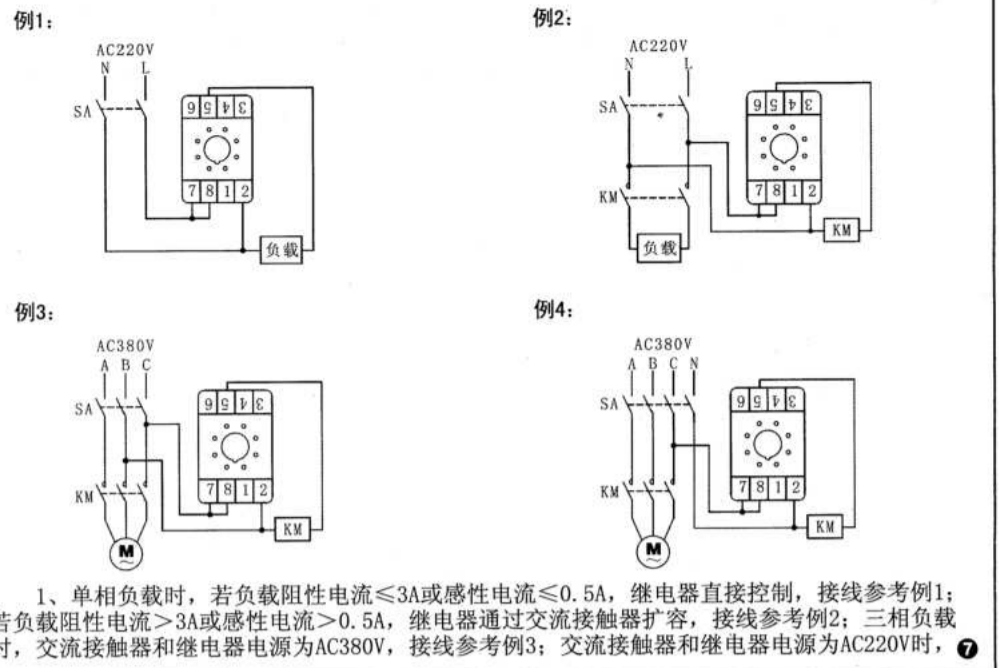 例1：
AC220V
N L
SA
6 5 4 3
7 8 1 2
负载
例2：
AC220V
N L
SA
6 5 4 3
7 8 1 2
KM
KM
负载
例3：
AC380V
A B C
SA
6 5 4 3
7 8 1 2
KM
KM
M
~
例4：
AC380V
A B C N
SA
6 5 4 3
7 8 1 2
KM
KM
M
~
1、单相负载时，若负载阻性电流≤3A或感性电流≤0.5A，继电器直接控制，接线参考例1；
若负载阻性电流＞3A或感性电流＞0.5A，继电器通过交流接触器扩容，接线参考例2；三相负载
时，交流接触器和继电器电源为AC380V，接线参考例3；交流接触器和继电器电源为AC220V时，
7